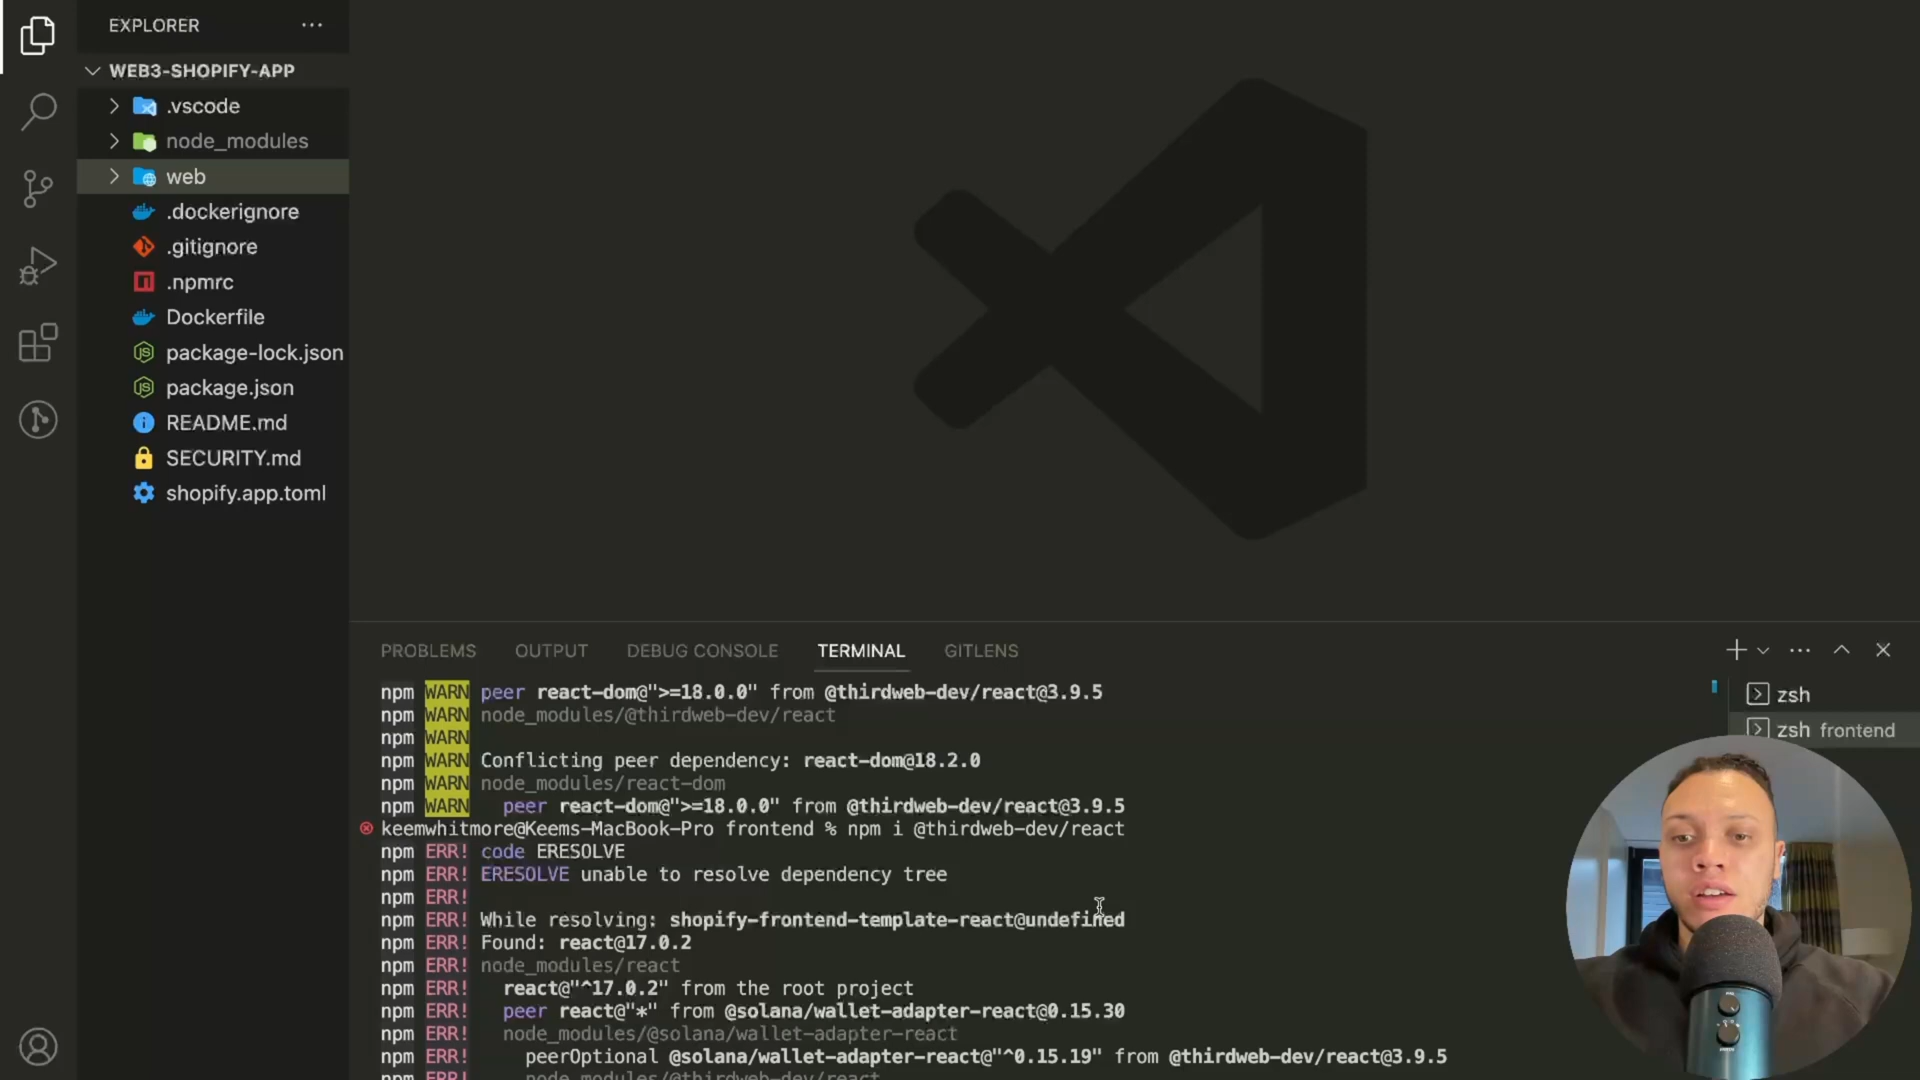 EXPLORER
WEB3-SHOPIFY-APP
.vscode
node_modules
web
.dockerignore
.gitignore
.npmrc
Dockerfile
package-lock.json
package.json
README.md
SECURITY.md
shopify.app.toml
PROBLEMS OUTPUT DEBUG CONSOLE TERMINAL GITLENS
npm WARN peer react-dom@">=18.0.0" from @thirdweb-dev/react@3.9.5
npm WARN node_modules/@thirdweb-dev/react
npm WARN
npm WARN Conflicting peer dependency: react-dom@18.2.0
npm WARN node_modules/react-dom
npm WARN   peer react-dom@">=18.0.0" from @thirdweb-dev/react@3.9.5
keemwhitmore@Keems-MacBook-Pro frontend % npm i @thirdweb-dev/react
npm ERR! code ERESOLVE
npm ERR! ERESOLVE unable to resolve dependency tree
npm ERR!
npm ERR! While resolving: shopify-frontend-template-react@undefined
npm ERR! Found: react@17.0.2
npm ERR! node_modules/react
npm ERR!   react@"^17.0.2" from the root project
npm ERR!   peer react@"*" from @solana/wallet-adapter-react@0.15.30
npm ERR!   node_modules/@solana/wallet-adapter-react
npm ERR!     peerOptional @solana/wallet-adapter-react@"^0.15.19" from @thirdweb-dev/react@3.9.5
npm ERR!     node_modules/@thirdweb-dev/react
zsh
zsh frontend